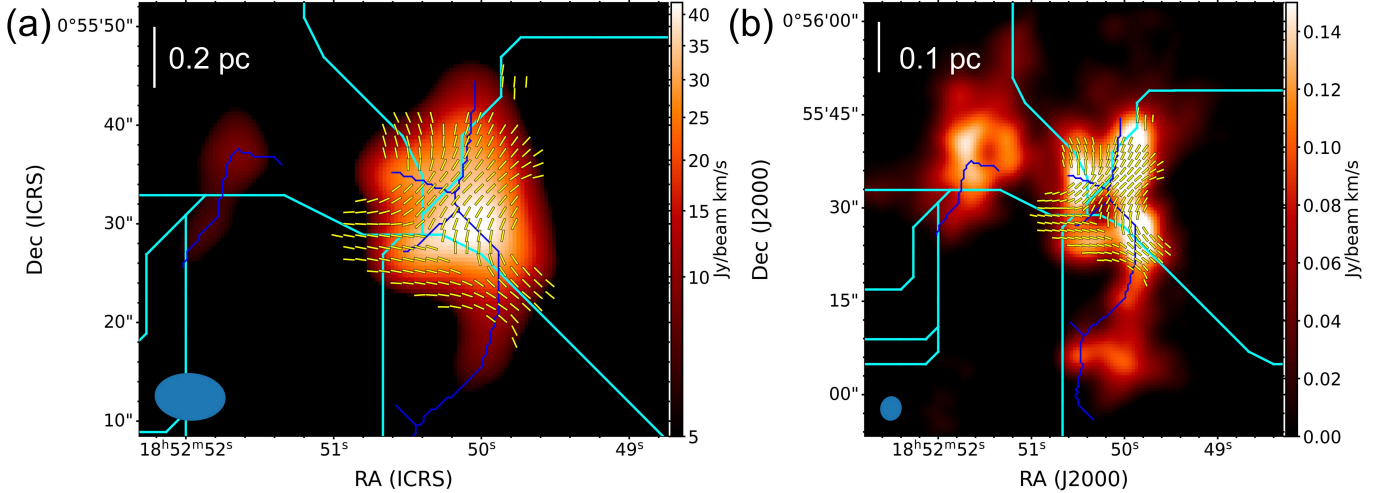 (a)
0°55'50"
40"
30"
20"
10"
Dec (ICRS)
0.2 pc
18ʰ52ᵐ52ˢ
51ˢ
50ˢ
49ˢ
RA (ICRS)
40
35
30
25
20
15
10
5
Jy/beam km/s
(b)
0°56'00"
55'45"
30"
15"
00"
Dec (J2000)
0.1 pc
18ʰ52ᵐ52ˢ
51ˢ
50ˢ
49ˢ
RA (J2000)
0.14
0.12
0.10
0.08
0.06
0.04
0.02
0.00
Jy/beam km/s